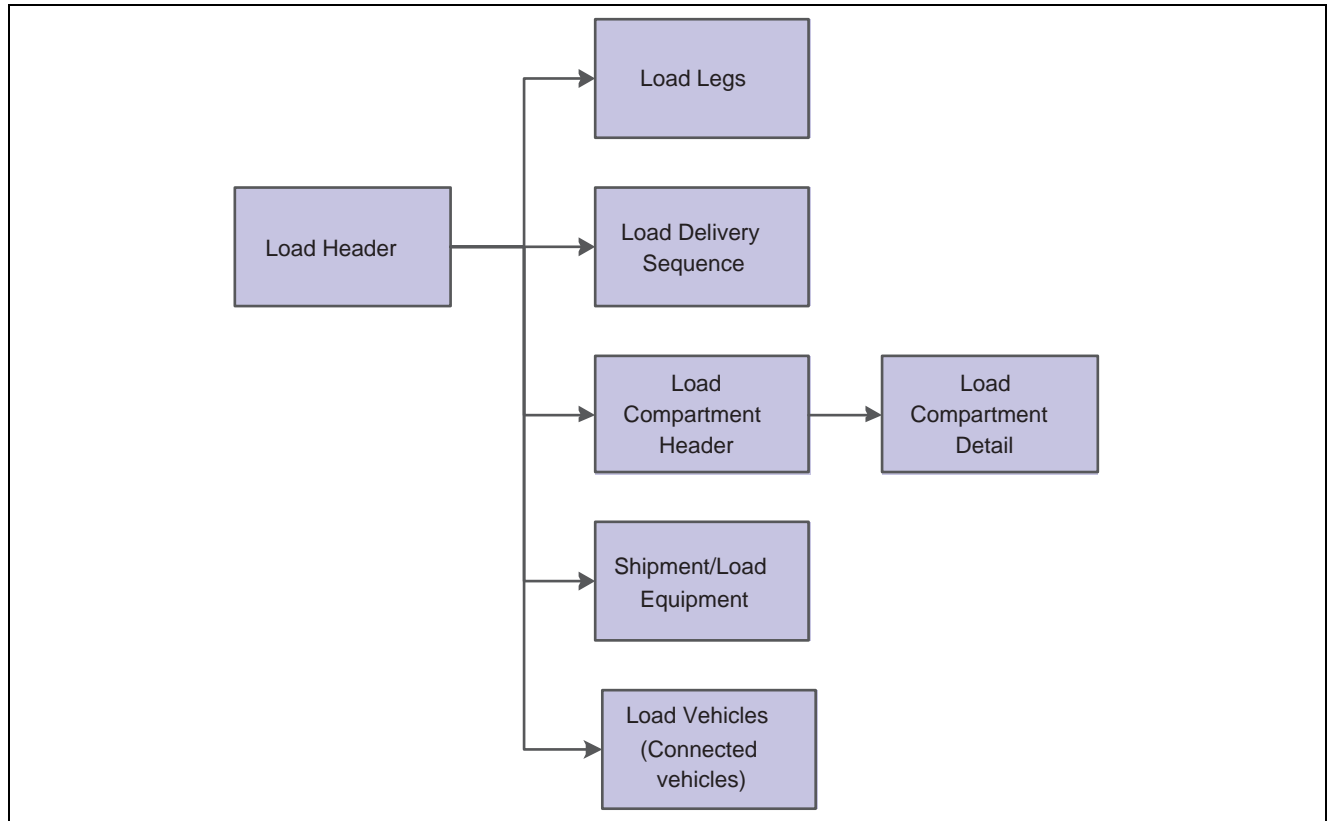 Load Legs
Load Header
Load Delivery
Sequence
Load
Compartment
Header
Load
Compartment
Detail
Shipment/Load
Equipment
Load Vehicles
(Connected
vehicles)